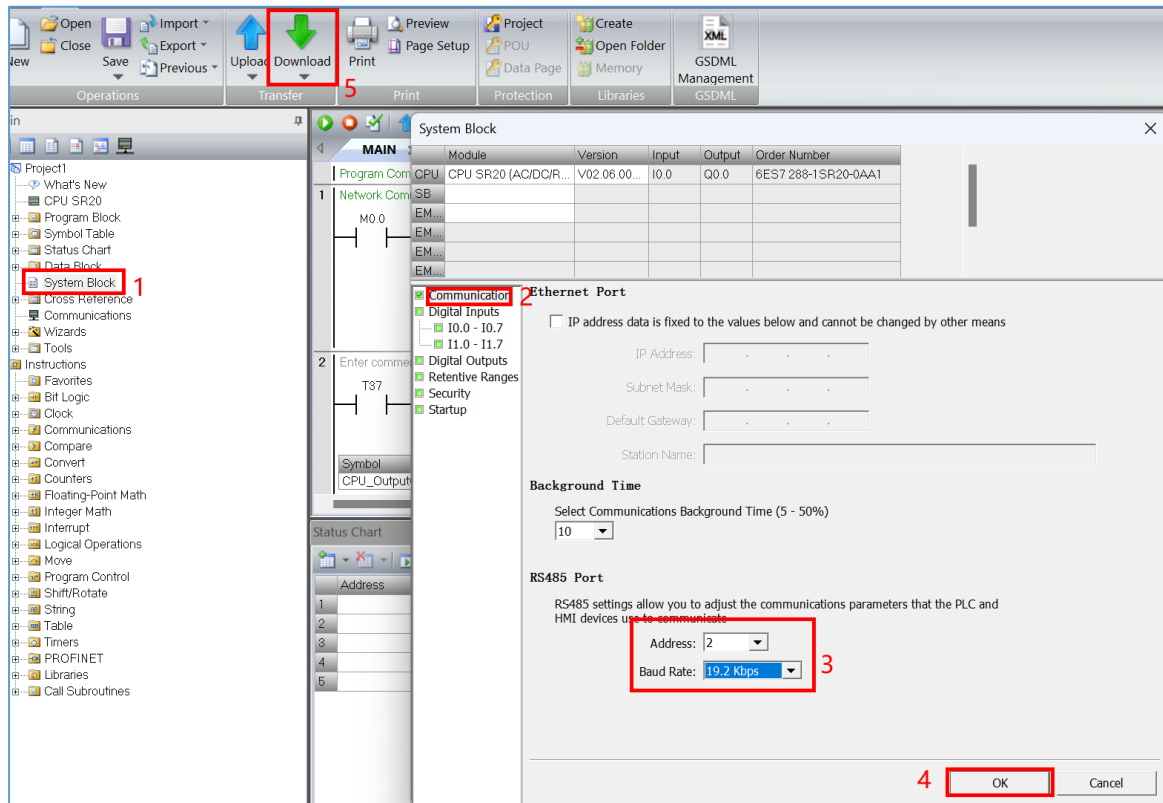 Open
Import
Preview
Project
Create
Close
Export
Page Setup
POU
Open Folder
New
Save
Previous
Upload
Download
Print
Data Page
Memory
GSDML
Management
5
Operations
Transfer
Print
Protection
Libraries
GSDML
in
Project1
What's New
CPU SR20
Program Block
Symbol Table
Status Chart
Data Block
System Block
1
Cross Reference
Communications
Wizards
Tools
Instructions
Favorites
Bit Logic
Clock
Communications
Compare
Convert
Counters
Floating-Point Math
Integer Math
Interrupt
Logical Operations
Move
Program Control
Shift/Rotate
String
Table
Timers
PROFINET
Libraries
Call Subroutines
MAIN
Program Com
1 Network Com
M0.0
2 Enter comme
T37
Symbol
CPU_Output
Status Chart
Address
1
2
3
4
5
System Block
Module Version Input Output Order Number
CPU CPU SR20 (AC/DC/R... V02.06.00... I0.0 Q0.0 6ES7 288-1SR20-0AA1
SB
EM...
EM...
EM...
EM...
Communication
2
Digital Inputs
I0.0 - I0.7
I1.0 - I1.7
Digital Outputs
Retentive Ranges
Security
Startup
Ethernet Port
IP address data is fixed to the values below and cannot be changed by other means
IP Address: . . .
Subnet Mask: . . .
Default Gateway: . . .
Station Name:
Background Time
Select Communications Background Time (5 - 50%)
10
RS485 Port
RS485 settings allow you to adjust the communications parameters that the PLC and
HMI devices use to communicate
Address: 2
Baud Rate: 19.2 Kbps
3
4
OK
Cancel